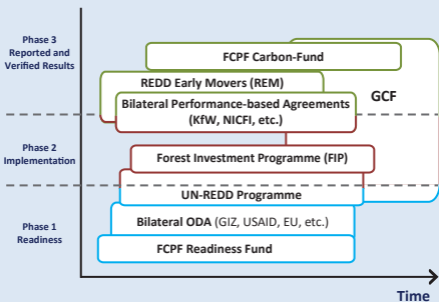 Phase 3
Reported and
Verified Results
FCPF Carbon-Fund
REDD Early Movers (REM)
GCF
Bilateral Performance-based Agreements
(KfW, NICFI, etc.)
Phase 2
Implementation
Forest Investment Programme (FIP)
UN-REDD Programme
Phase 1
Readiness
Bilateral ODA (GIZ, USAID, EU, etc.)
FCPF Readiness Fund
Time